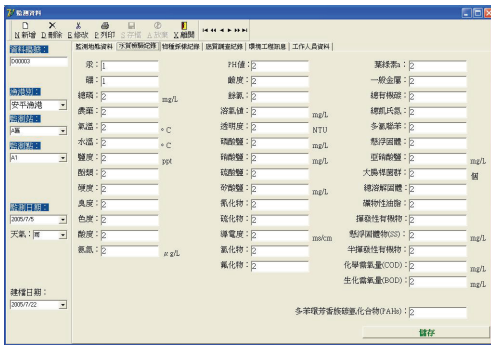 監測資料
N.新增 D.刪除 E.修改 P.列印 S.存檔 A.放棄 X.離開
資料編號：
D00003
漁港別：
安平漁港
A區
監測點：
A1
監測日期：
2005/7/5
天氣：雨
建檔日期：
2005/7/22
監測地點資料 水質檢驗紀錄 物種採樣紀錄 底質調查紀錄 環境工程訊息 工作人員資料
汞：1
硼：1
總磷：2 mg/L
農藥：2
氣溫：2 °C
水溫：2 °C
鹽度：2 ppt
酚類：2
硬度：2
臭度：2
色度：2
酸度：2
氨氮：2 μg/L
PH值：2
鹼度：2
餘氯：2
溶氧值：2 mg/L
透明度：2 NTU
磷酸鹽：2 mg/L
硝酸鹽：2 mg/L
硫酸鹽：2
矽酸鹽：2 mg/L
氰化物：2
硫化物：2
導電度：2 ms/cm
氯化物：2
氟化物：2
葉綠素a：2
一般金屬：2
總有機碳：2
總凱氏氮：2
多氯聯苯：2
懸浮固體：2
亞硝酸鹽：2 mg/L
大腸桿菌群：2 個
總溶解固體：2
礦物性油脂：2
揮發性有機物：2
懸浮固體物(SS)：2 mg/L
半揮發性有機物：2
化學需氧量(COD)：2 mg/L
生化需氧量(BOD)：2 mg/L
多苯環芳香族碳氫化合物(PAHs)：2
儲存